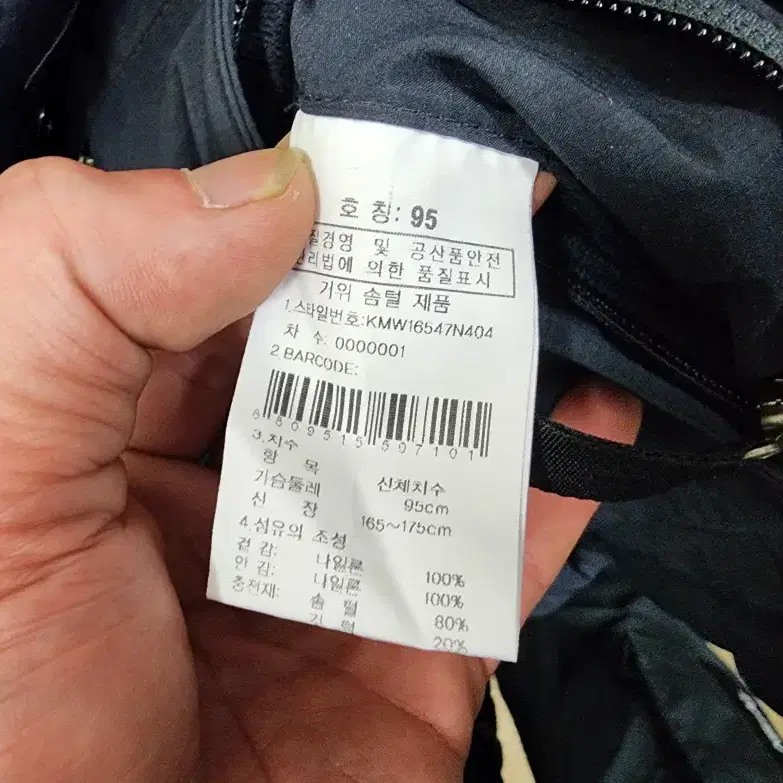 호 칭: 95
질경영 및 공산품안전
관리법에 의한 품질표시
거위 솜털 제품
1.스타일번호:KMW16547N404
차 수: 0000001
2.BARCODE:
8809515507101
3.치수
항 목 신체치수
가슴둘레 95cm
신 장 165~175cm
4.섬유의 조성
겉 감: 나일론 100%
안 감: 나일론 100%
충전재: 솜 털 80%
깃 털 20%